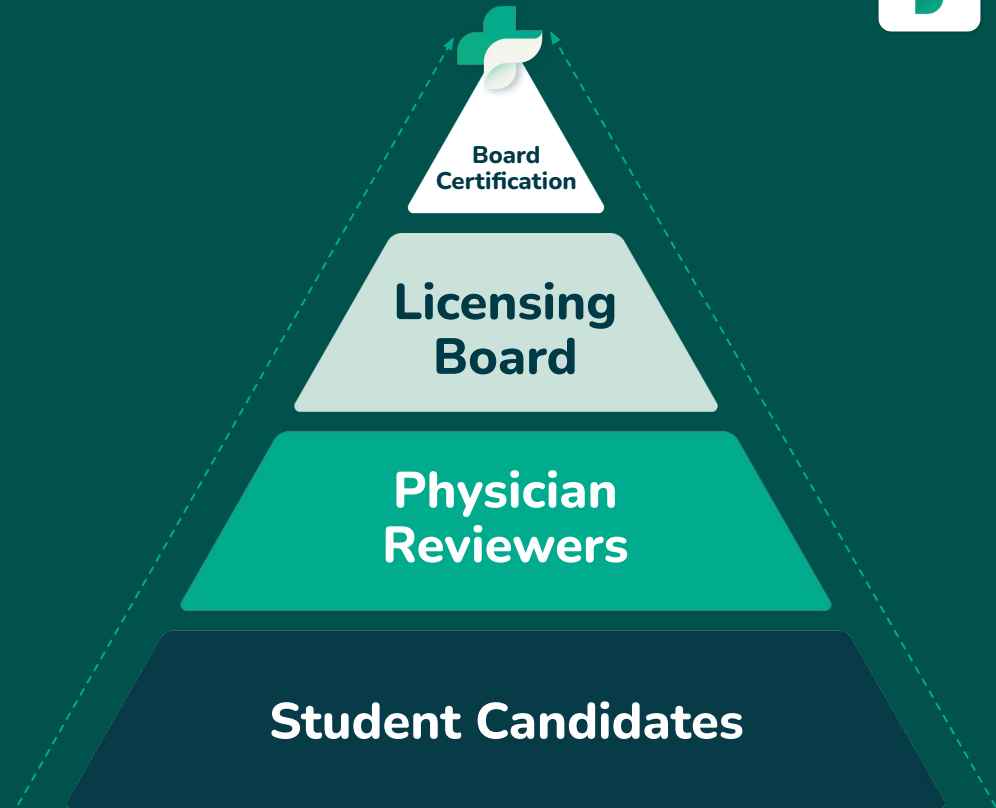 Board
Certification
Licensing
Board
Physician
Reviewers
Student Candidates